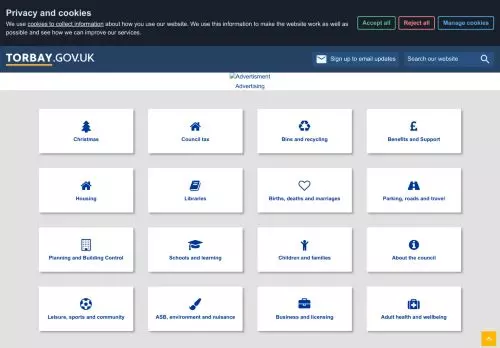 Privacy and cookies
We use cookies to collect information about how you use our website. We use this information to make the website work as well as
possible and see how we can improve our services.
Accept all
Reject all
Manage cookies
TORBAY.GOV.UK
Sign up to email updates
Search our website
Advertisment
Advertising
Christmas
Council tax
Bins and recycling
Benefits and Support
Housing
Libraries
Births, deaths and marriages
Parking, roads and travel
Planning and Building Control
Schools and learning
Children and families
About the council
Leisure, sports and community
ASB, environment and nuisance
Business and licensing
Adult health and wellbeing